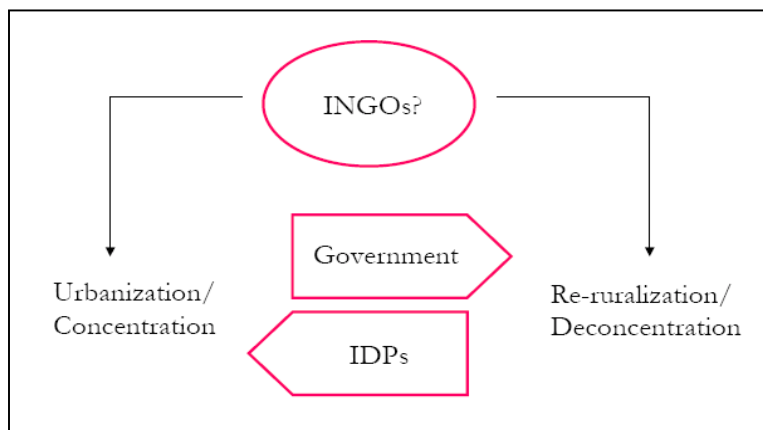 INGOs?
Government
Urbanization/
Concentration
Re-ruralization/
Deconcentration
IDPs